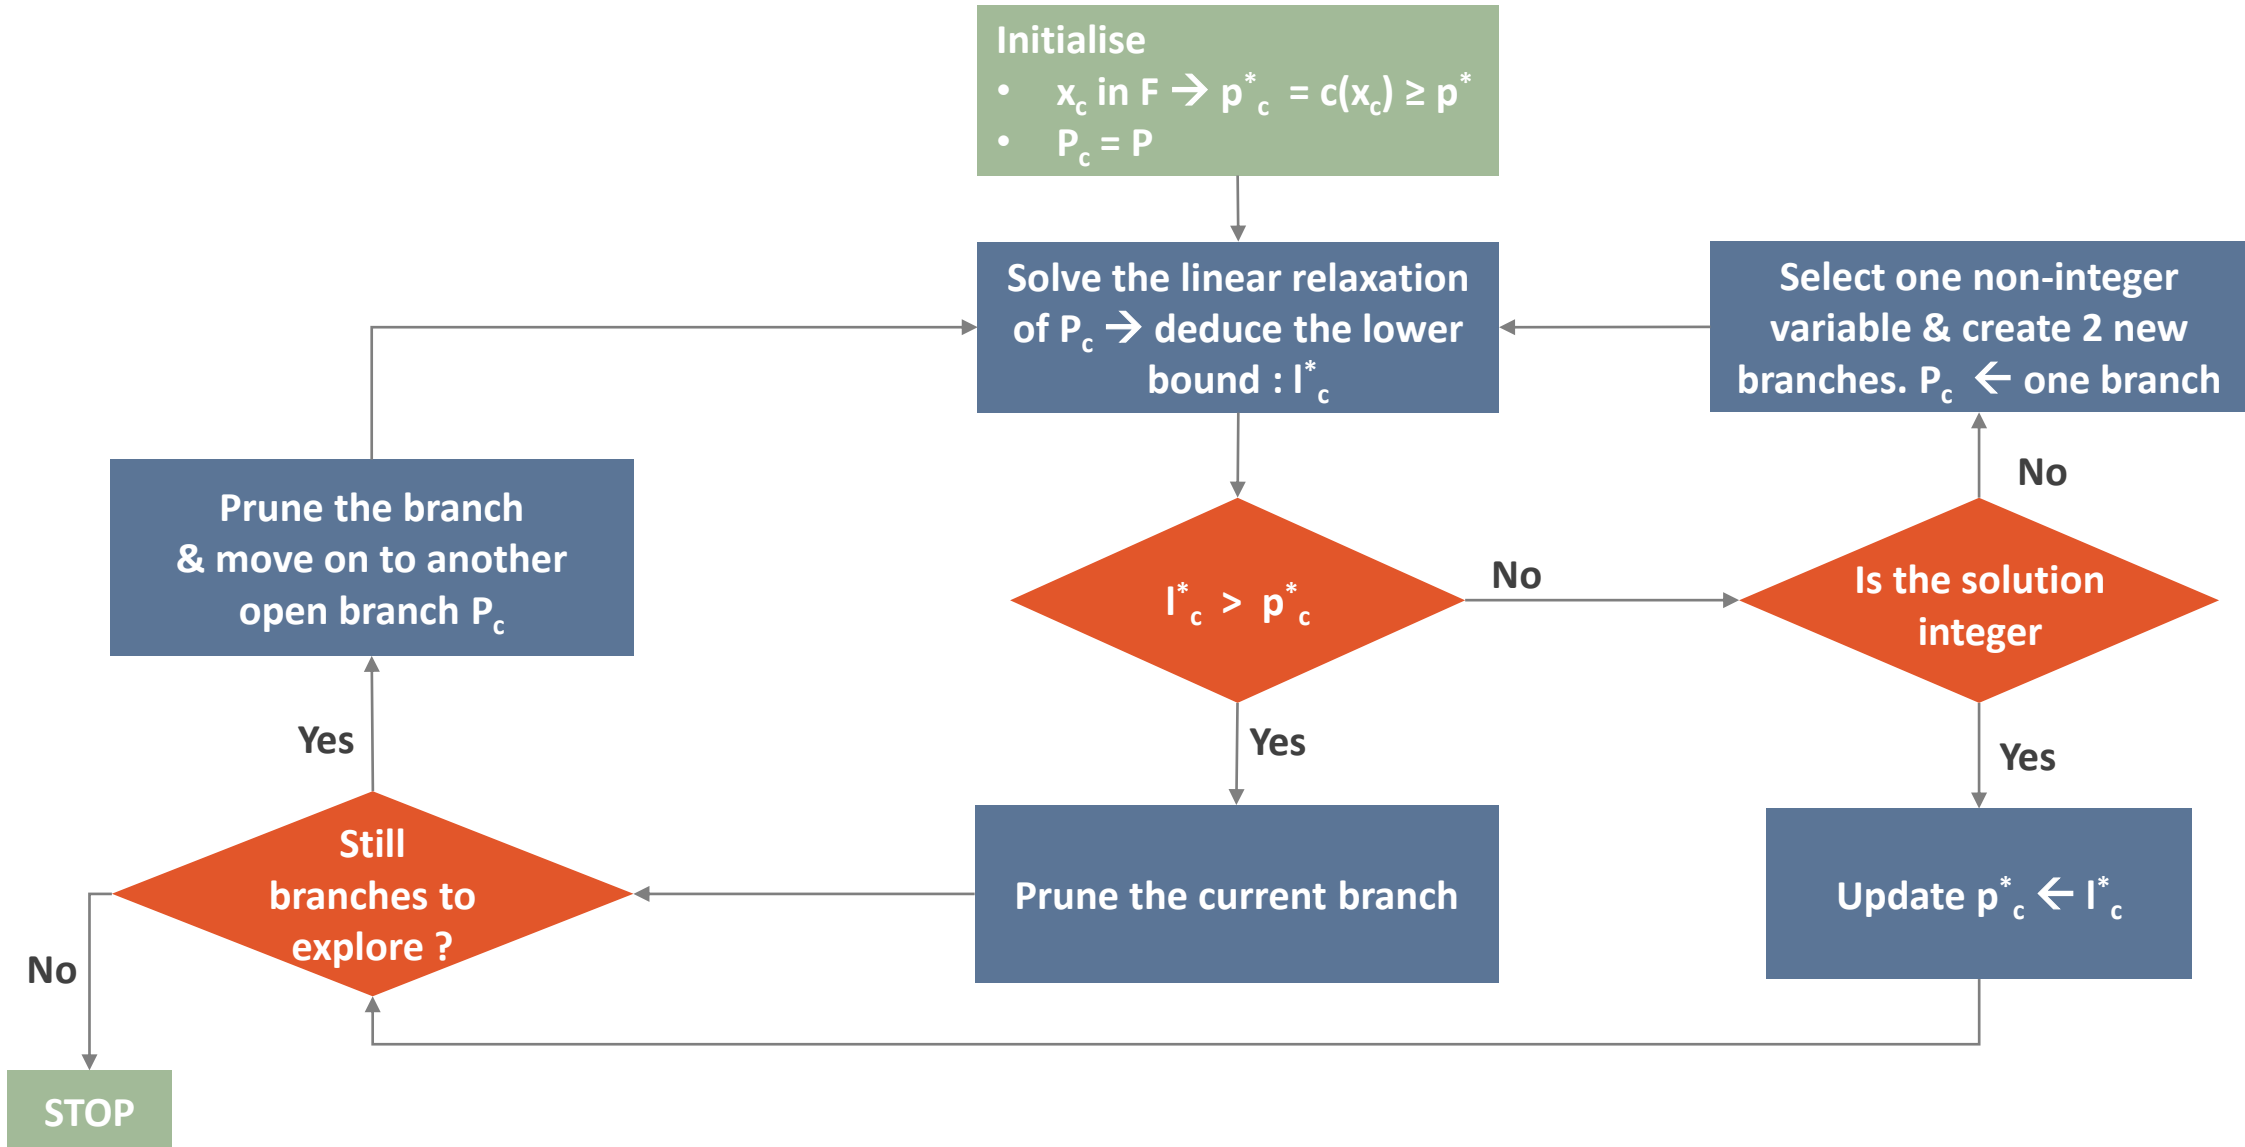 Initialise
• x_c in F → p*_c = c(x_c) ≥ p*
• P_c = P
Solve the linear relaxation
of P_c → deduce the lower
bound : l*_c
Select one non-integer
variable & create 2 new
branches. P_c ← one branch
Prune the branch
& move on to another
open branch P_c
No
l*_c > p*_c
No
Is the solution
integer
Yes
Yes
Yes
Still
branches to
explore ?
Prune the current branch
Update p*_c ← l*_c
No
STOP